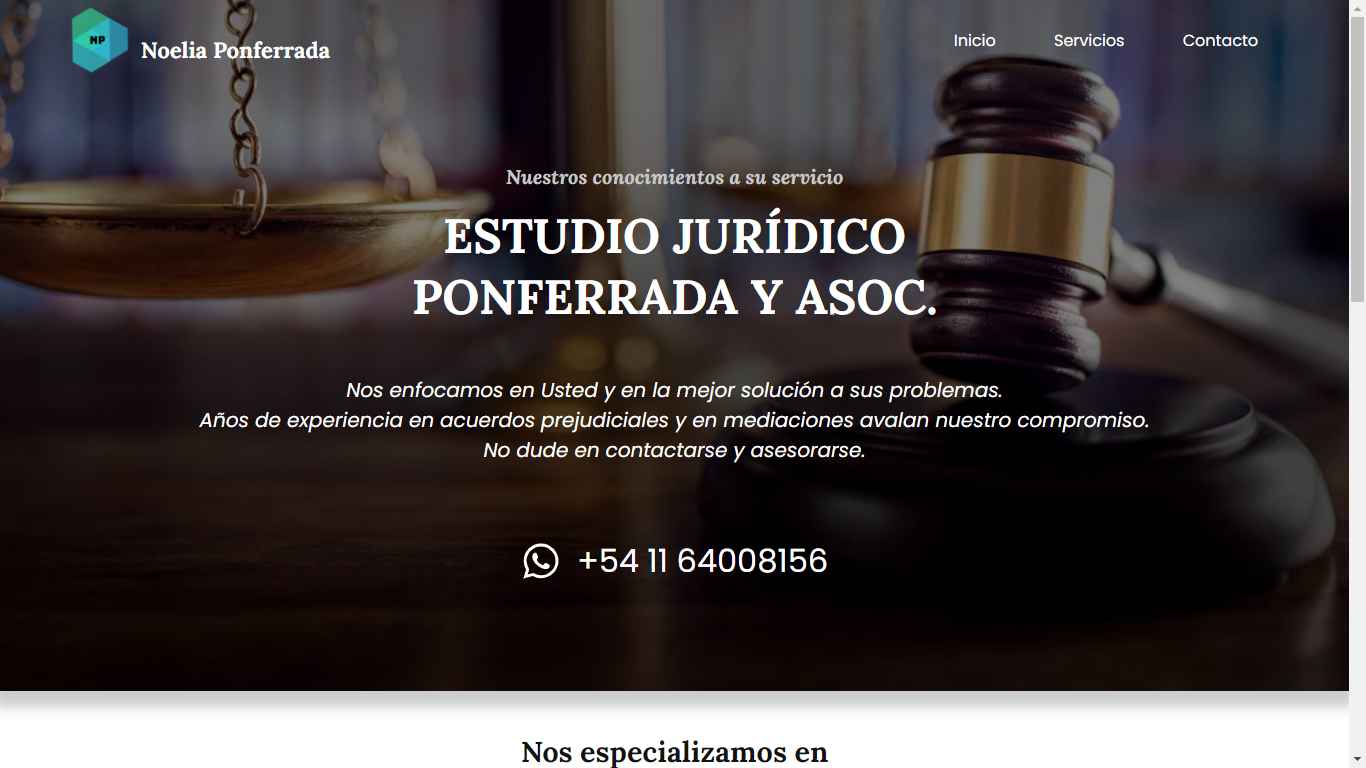 NP
Noelia Ponferrada
Inicio
Servicios
Contacto
Nuestros conocimientos a su servicio
ESTUDIO JURÍDICO
PONFERRADA Y ASOC.
Nos enfocamos en Usted y en la mejor solución a sus problemas.
Años de experiencia en acuerdos prejudiciales y en mediaciones avalan nuestro compromiso.
No dude en contactarse y asesorarse.
+54 11 64008156
Nos especializamos en